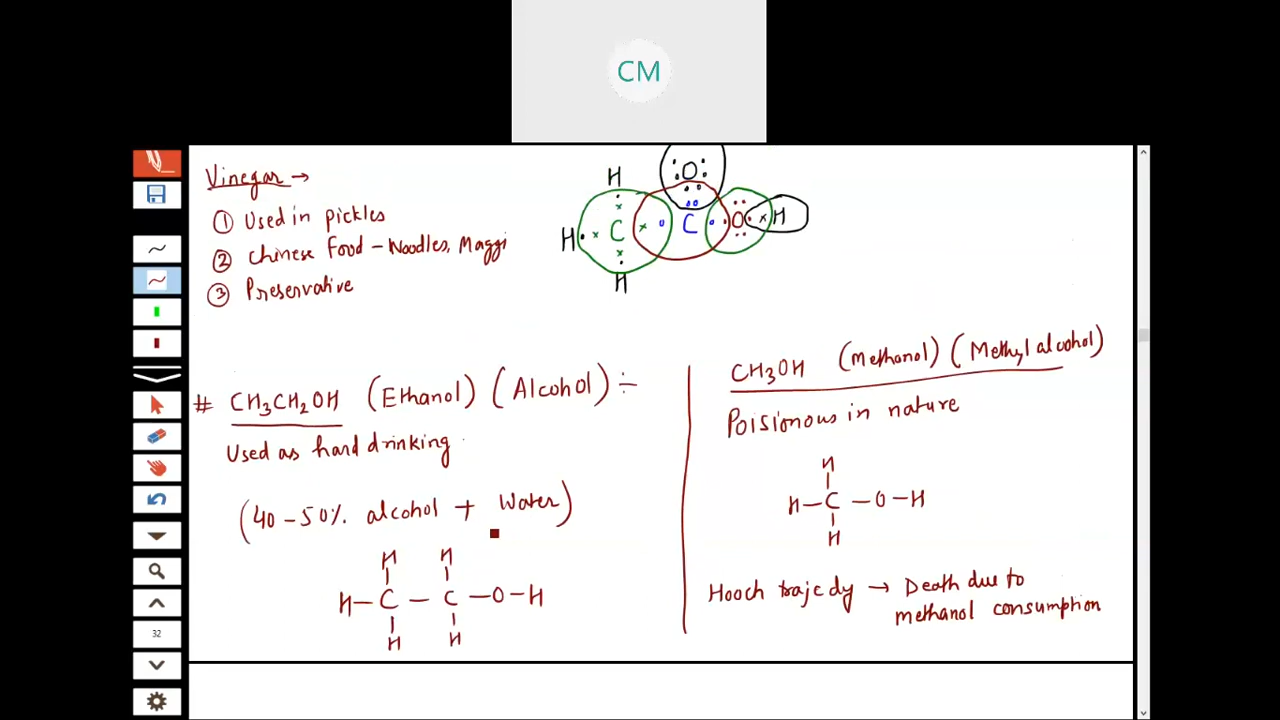 CM
Vinegar →
① Used in pickles
② Chinese Food – Noodles, Maggi
③ Preservative
H
O
H C C O H
H
# CH3CH2OH (Ethanol) (Alcohol) ÷
Used as hard drinking.
(40 – 50% alcohol + Water)
H H
H – C – C – O – H
H H
CH3OH (Methanol) (Methyl alcohol)
Poisionous in nature
H
H – C – O – H
H
Hooch trajedy → Death due to
methanol consumption
32